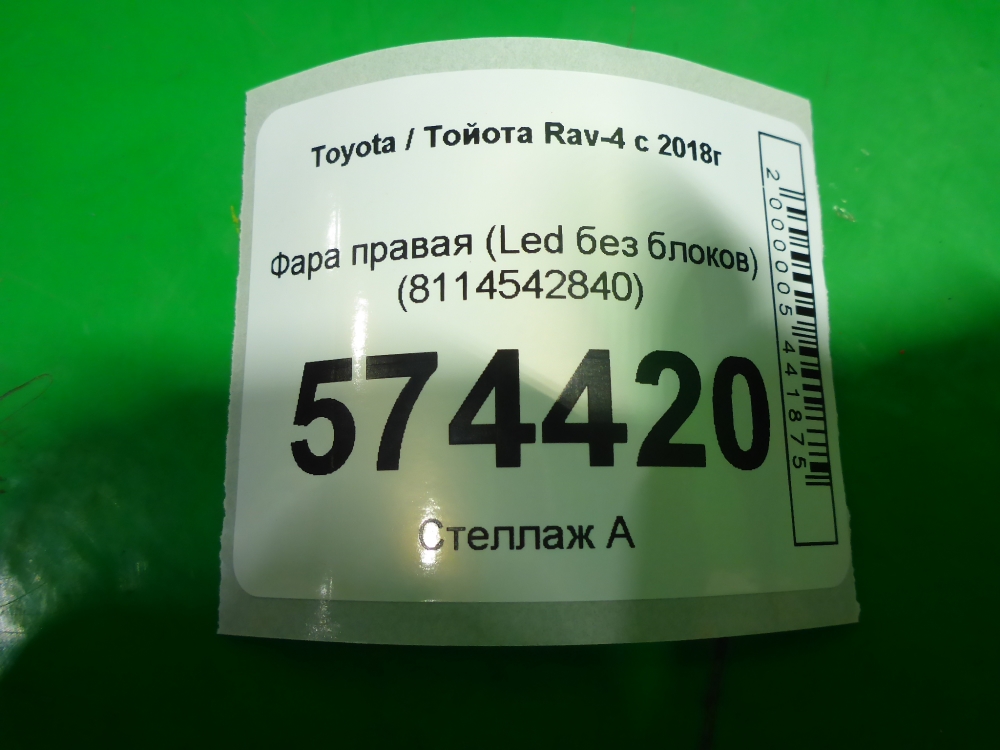 Toyota / Тойота Rav-4 с 2018г
Фара правая (Led без блоков)
(8114542840)
574420
Стеллаж А
2000005441875